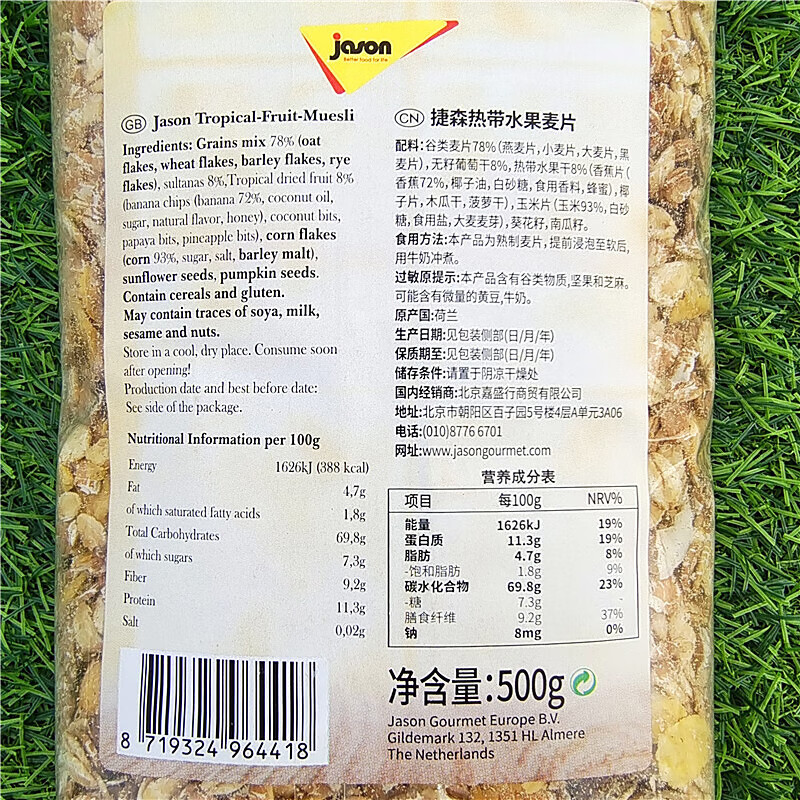 jason
Better food for life
GB Jason Tropical-Fruit-Muesli
Ingredients: Grains mix 78% (oat
flakes, wheat flakes, barley flakes, rye
flakes), sultanas 8%,Tropical dried fruit 8%
(banana chips (banana 72%, coconut oil,
sugar, natural flavor, honey), coconut bits,
papaya bits, pineapple bits), corn flakes
(corn 93%, sugar, salt, barley malt),
sunflower seeds, pumpkin seeds.
Contain cereals and gluten.
May contain traces of soya, milk,
sesame and nuts.
Store in a cool, dry place. Consume soon
after opening!
Production date and best before date:
See side of the package.
Nutritional Information per 100g
Energy 1626kJ (388 kcal)
Fat 4,7g
of which saturated fatty acids 1,8g
Total Carbohydrates 69,8g
of which sugars 7,3g
Fiber 9,2g
Protein 11,3g
Salt 0,02g
8 719324 964418
CN 捷森热带水果麦片
配料:谷类麦片78%(燕麦片,小麦片,大麦片,黑
麦片),无籽葡萄干8%,热带水果干8%(香蕉片(
香蕉72%,椰子油,白砂糖,食用香料,蜂蜜),椰
子片,木瓜干,菠萝干),玉米片(玉米93%,白砂
糖,食用盐,大麦麦芽),葵花籽,南瓜籽。
食用方法:本产品为熟制麦片,提前浸泡至软后,
用牛奶冲煮。
过敏原提示:本产品含有谷类物质,坚果和芝麻。
可能含有微量的黄豆,牛奶。
原产国:荷兰
生产日期:见包装侧部(日/月/年)
保质期至:见包装侧部(日/月/年)
储存条件:请置于阴凉干燥处
国内经销商:北京嘉盛行商贸有限公司
地址:北京市朝阳区百子园5号楼4层A单元3A06
电话:(010)8776 6701
网址:www.jasongourmet.com
营养成分表
项目 每100g NRV%
能量 1626kJ 19%
蛋白质 11.3g 19%
脂肪 4.7g 8%
-饱和脂肪 1.8g 9%
碳水化合物 69.8g 23%
-糖 7.3g -
膳食纤维 9.2g 37%
钠 8mg 0%
净含量:500g
Jason Gourmet Europe B.V.
Gildemark 132, 1351 HL Almere
The Netherlands